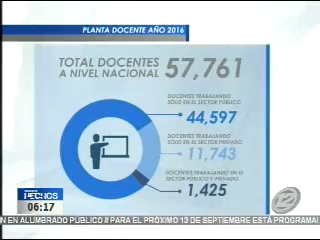 PLANTA DOCENTE AÑO 2016
TOTAL DOCENTES
A NIVEL NACIONAL
57,761
DOCENTES TRABAJANDO
SÓLO EN EL SECTOR PÚBLICO
44,597
DOCENTES TRABAJANDO
SÓLO EN EL SECTOR PRIVADO
11,743
DOCENTES TRABAJANDO EN EL
SECTOR PÚBLICO Y PRIVADO
1,425
HECHOS
06:17
12
N EN ALUMBRADO PÚBLICO // PARA EL PRÓXIMO 13 DE SEPTIEMBRE ESTÁ PROGRAMA